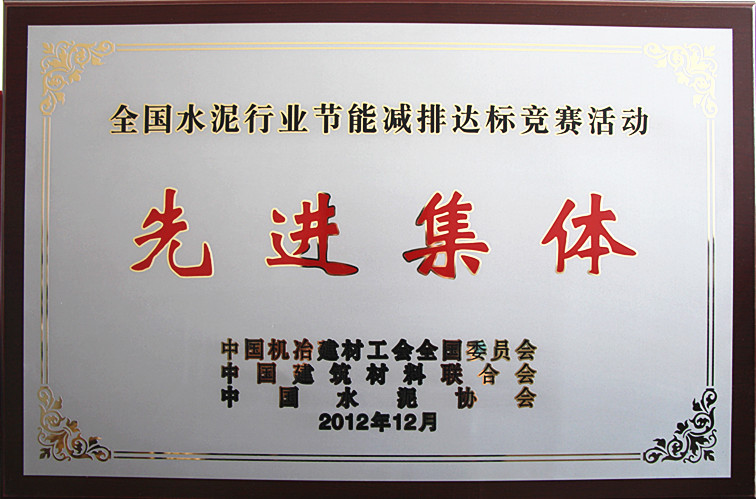 全国水泥行业节能减排达标竞赛活动
先进集体
中国机冶建材工会全国委员会
中国建筑材料联合会
中国水泥协会
2012年12月